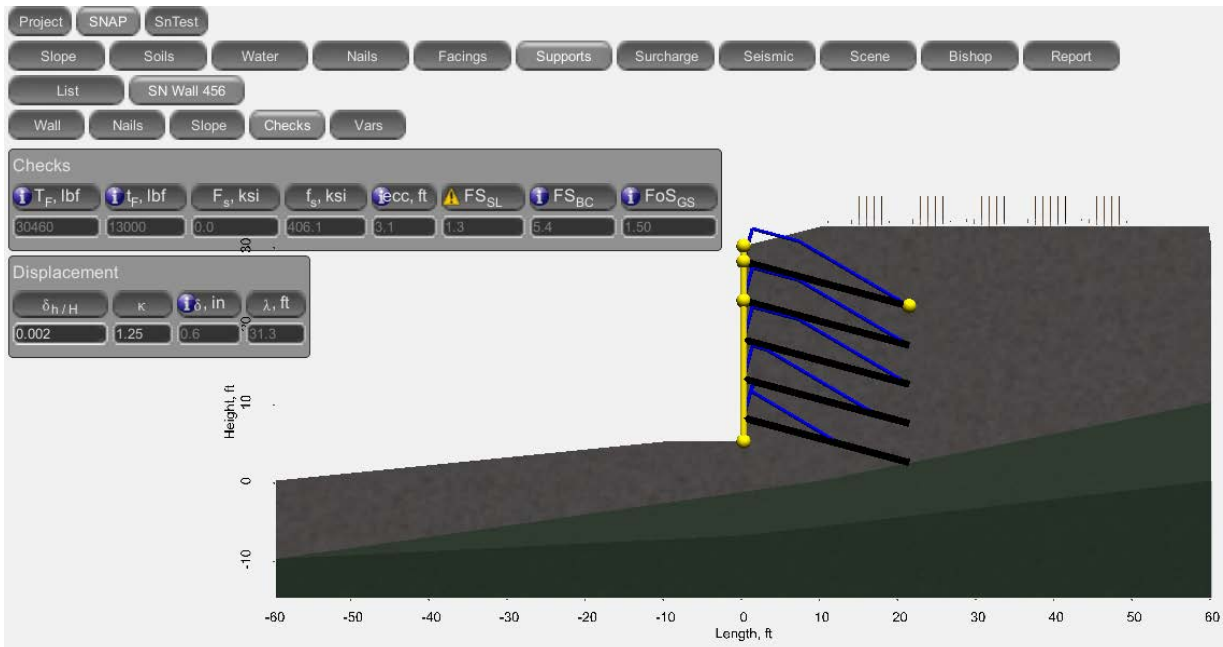 Project SNAP SnTest
Slope Soils Water Nails Facings Supports Surcharge Seismic Scene Bishop Report
List SN Wall 456
Wall Nails Slope Checks Vars
Checks
T_F, lbf t_F, lbf F_s, ksi f_s, ksi ecc, ft FS_SL FS_BC FoS_GS
30460 13000 0.0 406.1 3.1 1.3 5.4 1.50
30
Displacement
δ_h/H κ δ, in λ, ft
0.002 1.25 0.6 31.3
Height, ft
10
0
-10
-60 -50 -40 -30 -20 -10 0 10 20 30 40 50 60
Length, ft